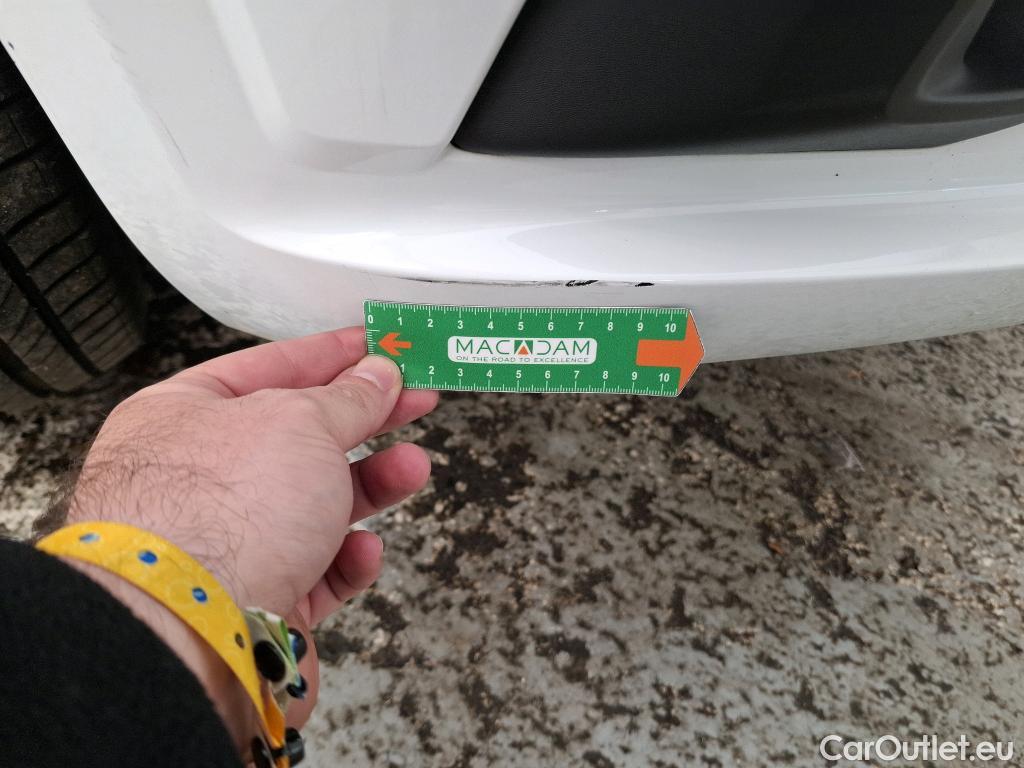 0 1 2 3 4 5 6 7 8 9 10
MACADAM
ON THE ROAD TO EXCELLENCE
1 2 3 4 5 6 7 8 9 10
CarOutlet.eu